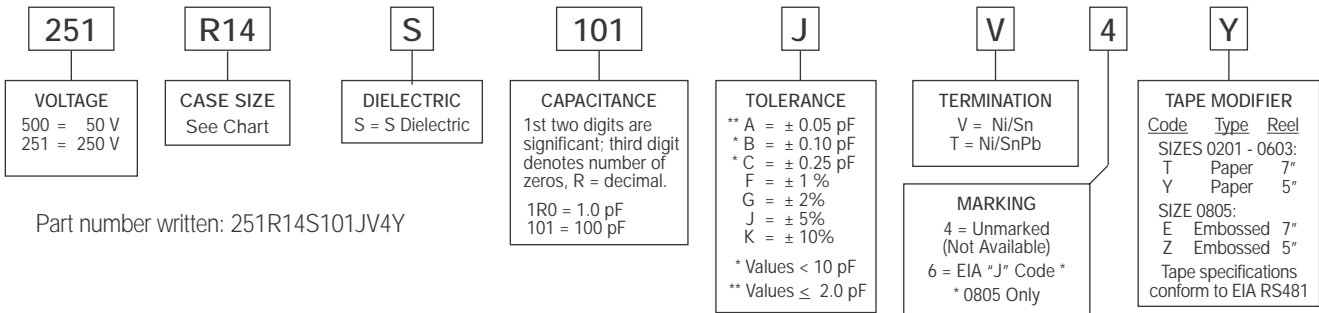 251 R14 S 101 J V 4 Y
VOLTAGE
500 = 50 V
251 = 250 V
CASE SIZE
See Chart
DIELECTRIC
S = S Dielectric
CAPACITANCE
1st two digits are
significant; third digit
denotes number of
zeros, R = decimal.
1R0 = 1.0 pF
101 = 100 pF
TOLERANCE
** A = ± 0.05 pF
* B = ± 0.10 pF
* C = ± 0.25 pF
F = ± 1 %
G = ± 2%
J = ± 5%
K = ± 10%
* Values < 10 pF
** Values ≤ 2.0 pF
TERMINATION
V = Ni/Sn
T = Ni/SnPb
MARKING
4 = Unmarked
(Not Available)
6 = EIA “J” Code *
* 0805 Only
TAPE MODIFIER
Code Type Reel
SIZES 0201 - 0603:
T Paper 7”
Y Paper 5”
SIZE 0805:
E Embossed 7”
Z Embossed 5”
Tape specifications
conform to EIA RS481
Part number written: 251R14S101JV4Y